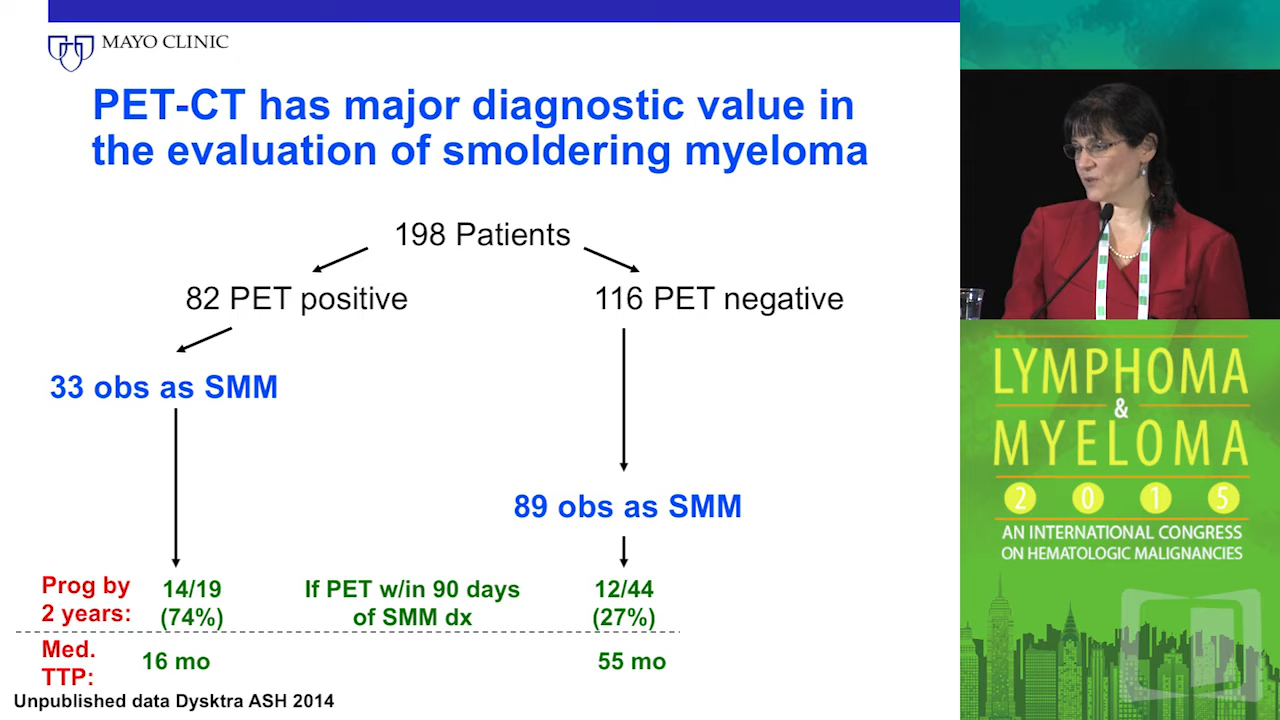 MAYO CLINIC
PET-CT has major diagnostic value in
the evaluation of smoldering myeloma
198 Patients
82 PET positive
116 PET negative
33 obs as SMM
89 obs as SMM
Prog by
2 years:
14/19
(74%)
If PET w/in 90 days
of SMM dx
12/44
(27%)
Med.
TTP:
16 mo
55 mo
Unpublished data Dysktra ASH 2014
LYMPHOMA
&
MYELOMA
2 0 1 5
AN INTERNATIONAL CONGRESS
ON HEMATOLOGIC MALIGNANCIES